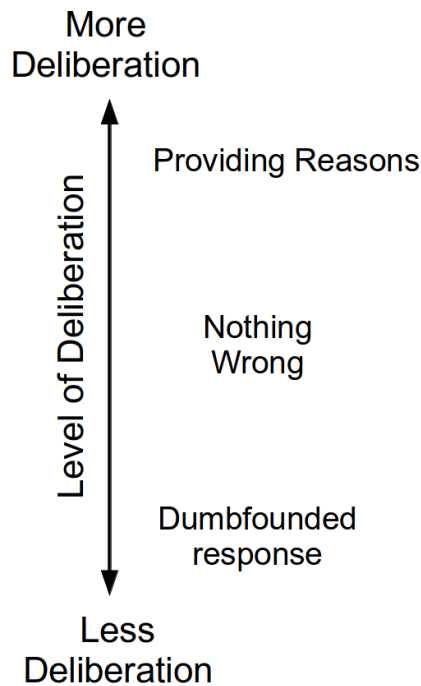 More
Deliberation
Providing Reasons
Level of Deliberation
Nothing
Wrong
Dumbfounded
response
Less
Deliberation